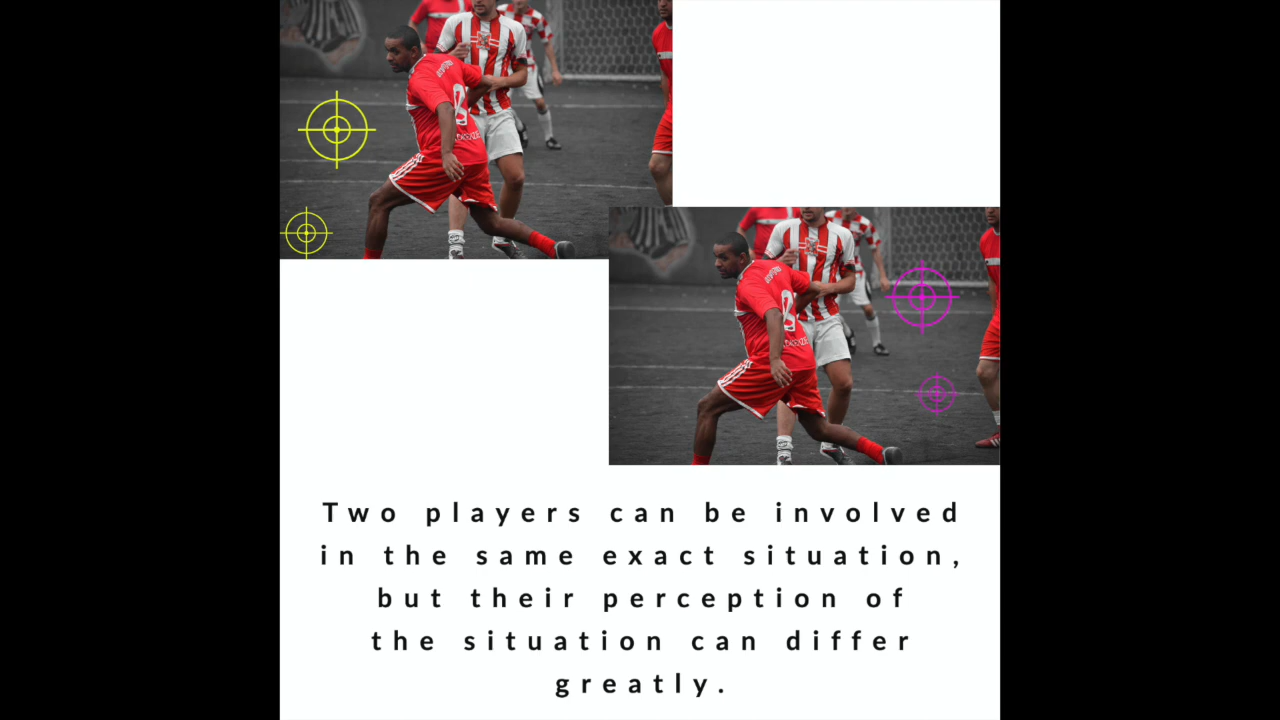 Two players can be involved
in the same exact situation,
but their perception of
the situation can differ
greatly.